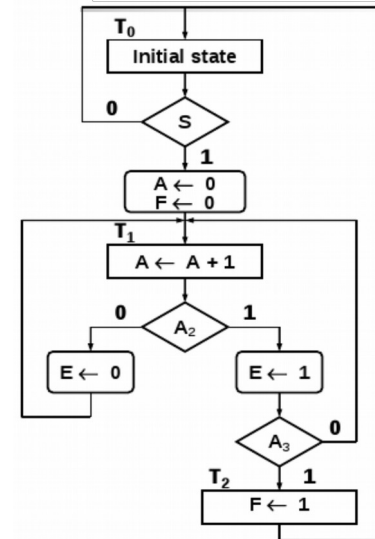 T₀
Initial state
0
S
1
A ← 0
F ← 0
T₁
A ← A + 1
0
1
A₂
E ← 0
E ← 1
0
A₃
T₂
1
F ← 1